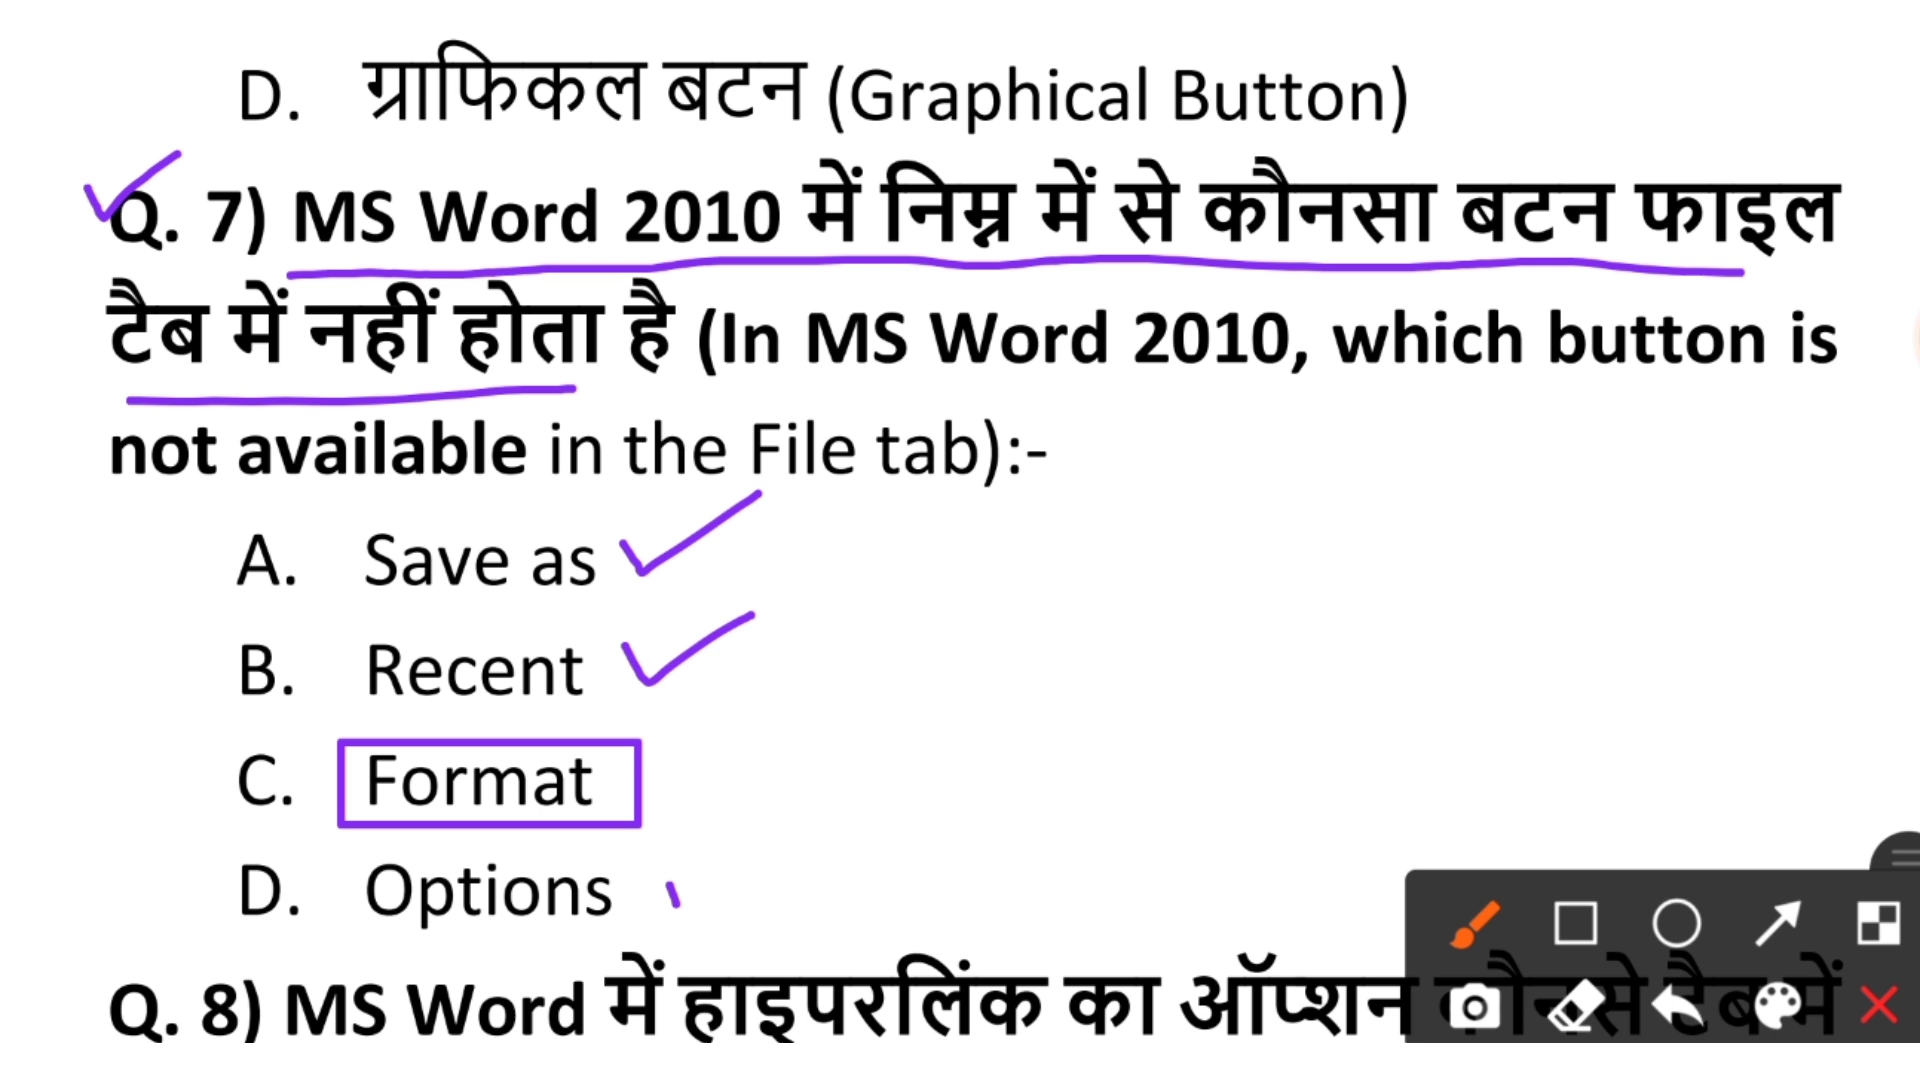 D. ग्राफिकल बटन (Graphical Button)
Q. 7) MS Word 2010 में निम्न में से कौनसा बटन फाइल
टैब में नहीं होता है (In MS Word 2010, which button is
not available in the File tab):-
A. Save as
B. Recent
C. Format
D. Options
Q. 8) MS Word में हाइपरलिंक का ऑप्शन कौनसे टैब में